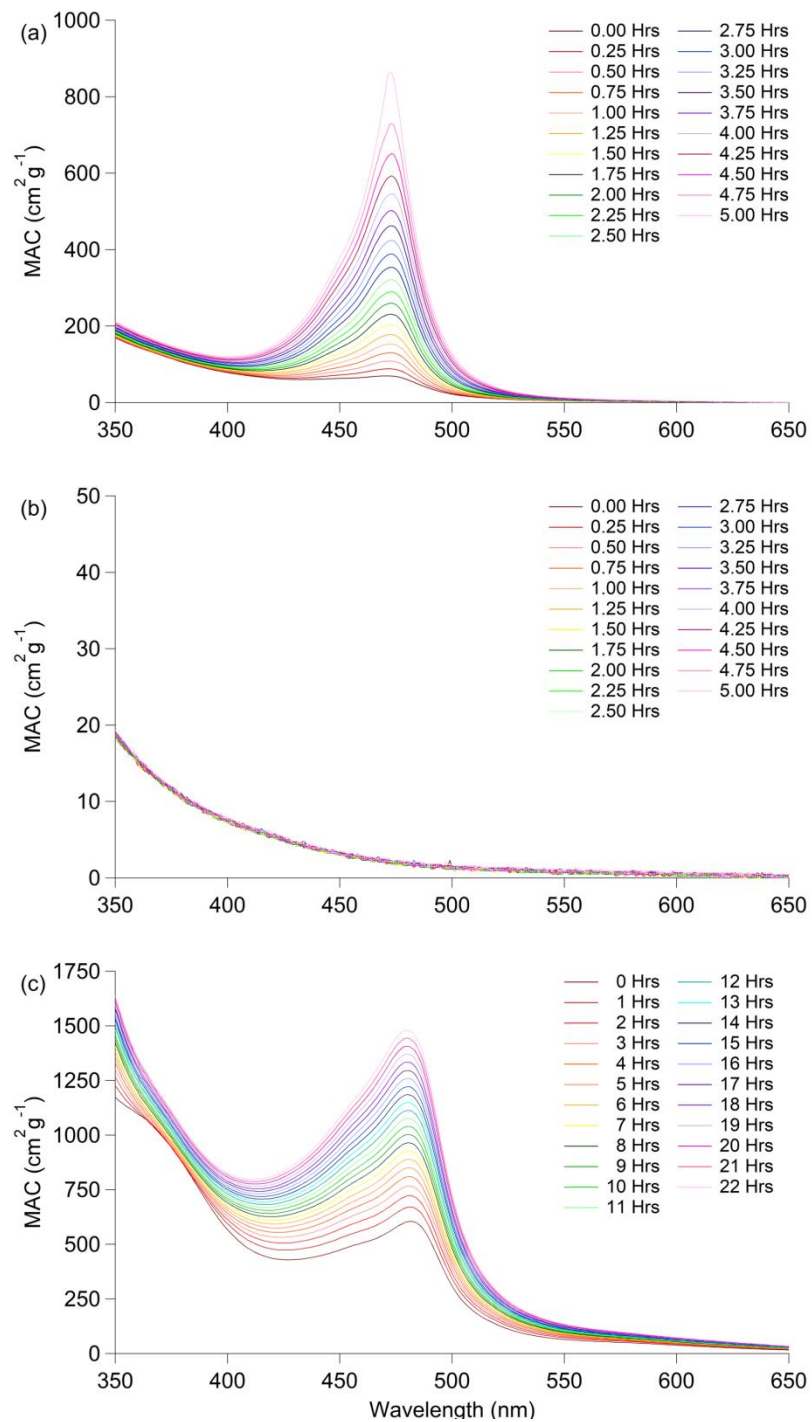 (a)
1000
800
600
400
200
0
MAC (cm² g⁻¹)
0.00 Hrs 2.75 Hrs
0.25 Hrs 3.00 Hrs
0.50 Hrs 3.25 Hrs
0.75 Hrs 3.50 Hrs
1.00 Hrs 3.75 Hrs
1.25 Hrs 4.00 Hrs
1.50 Hrs 4.25 Hrs
1.75 Hrs 4.50 Hrs
2.00 Hrs 4.75 Hrs
2.25 Hrs 5.00 Hrs
2.50 Hrs
350 400 450 500 550 600 650
(b)
50
40
30
20
10
0
MAC (cm² g⁻¹)
0.00 Hrs 2.75 Hrs
0.25 Hrs 3.00 Hrs
0.50 Hrs 3.25 Hrs
0.75 Hrs 3.50 Hrs
1.00 Hrs 3.75 Hrs
1.25 Hrs 4.00 Hrs
1.50 Hrs 4.25 Hrs
1.75 Hrs 4.50 Hrs
2.00 Hrs 4.75 Hrs
2.25 Hrs 5.00 Hrs
2.50 Hrs
350 400 450 500 550 600 650
(c)
1750
1500
1250
1000
750
500
250
0
MAC (cm² g⁻¹)
0 Hrs 12 Hrs
1 Hrs 13 Hrs
2 Hrs 14 Hrs
3 Hrs 15 Hrs
4 Hrs 16 Hrs
5 Hrs 17 Hrs
6 Hrs 18 Hrs
7 Hrs 19 Hrs
8 Hrs 20 Hrs
9 Hrs 21 Hrs
10 Hrs 22 Hrs
11 Hrs
350 400 450 500 550 600 650
Wavelength (nm)